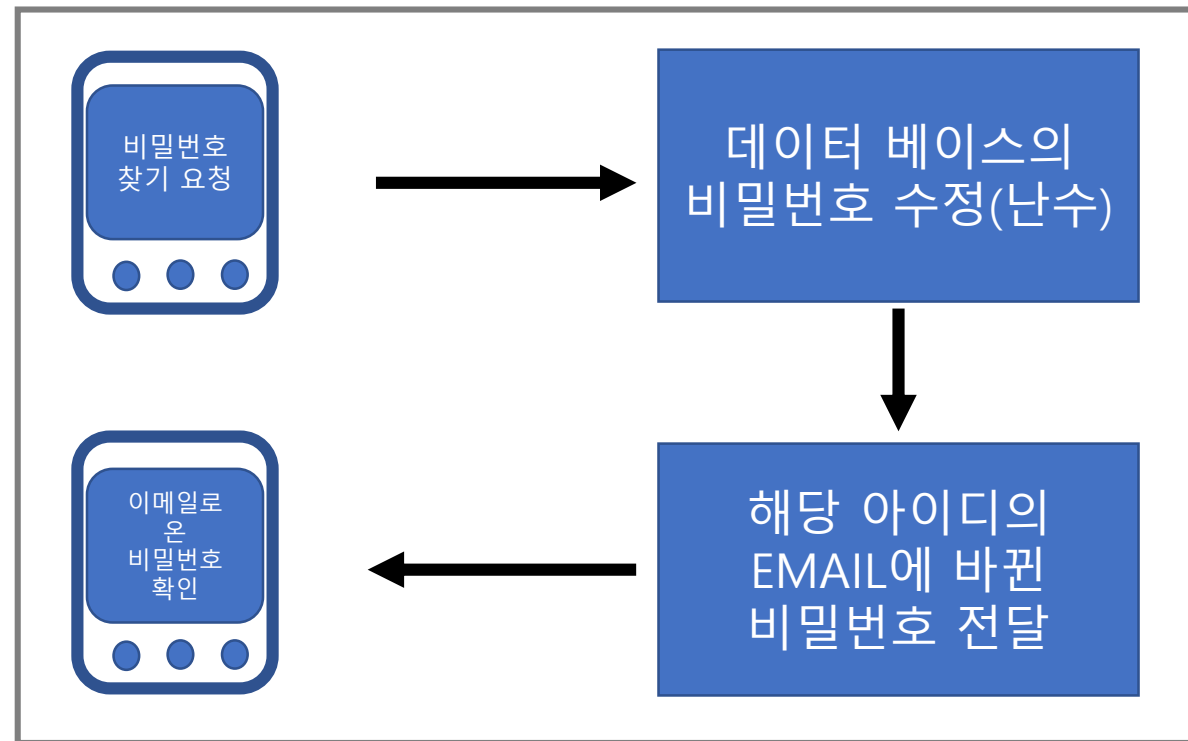 비밀번호
찾기 요청
데이터 베이스의
비밀번호 수정(난수)
해당 아이디의
EMAIL에 바뀐
비밀번호 전달
이메일로
온
비밀번호
확인